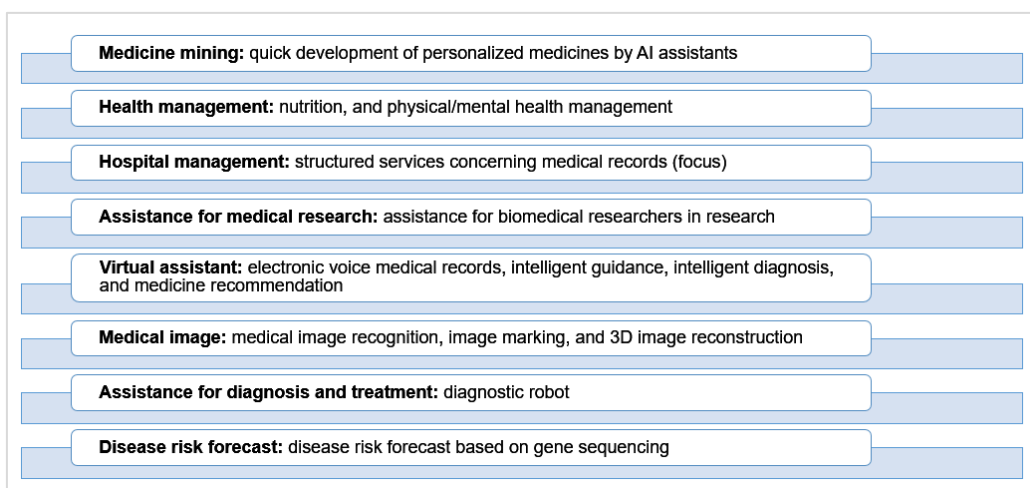 Medicine mining: quick development of personalized medicines by AI assistants
Health management: nutrition, and physical/mental health management
Hospital management: structured services concerning medical records (focus)
Assistance for medical research: assistance for biomedical researchers in research
Virtual assistant: electronic voice medical records, intelligent guidance, intelligent diagnosis,
and medicine recommendation
Medical image: medical image recognition, image marking, and 3D image reconstruction
Assistance for diagnosis and treatment: diagnostic robot
Disease risk forecast: disease risk forecast based on gene sequencing